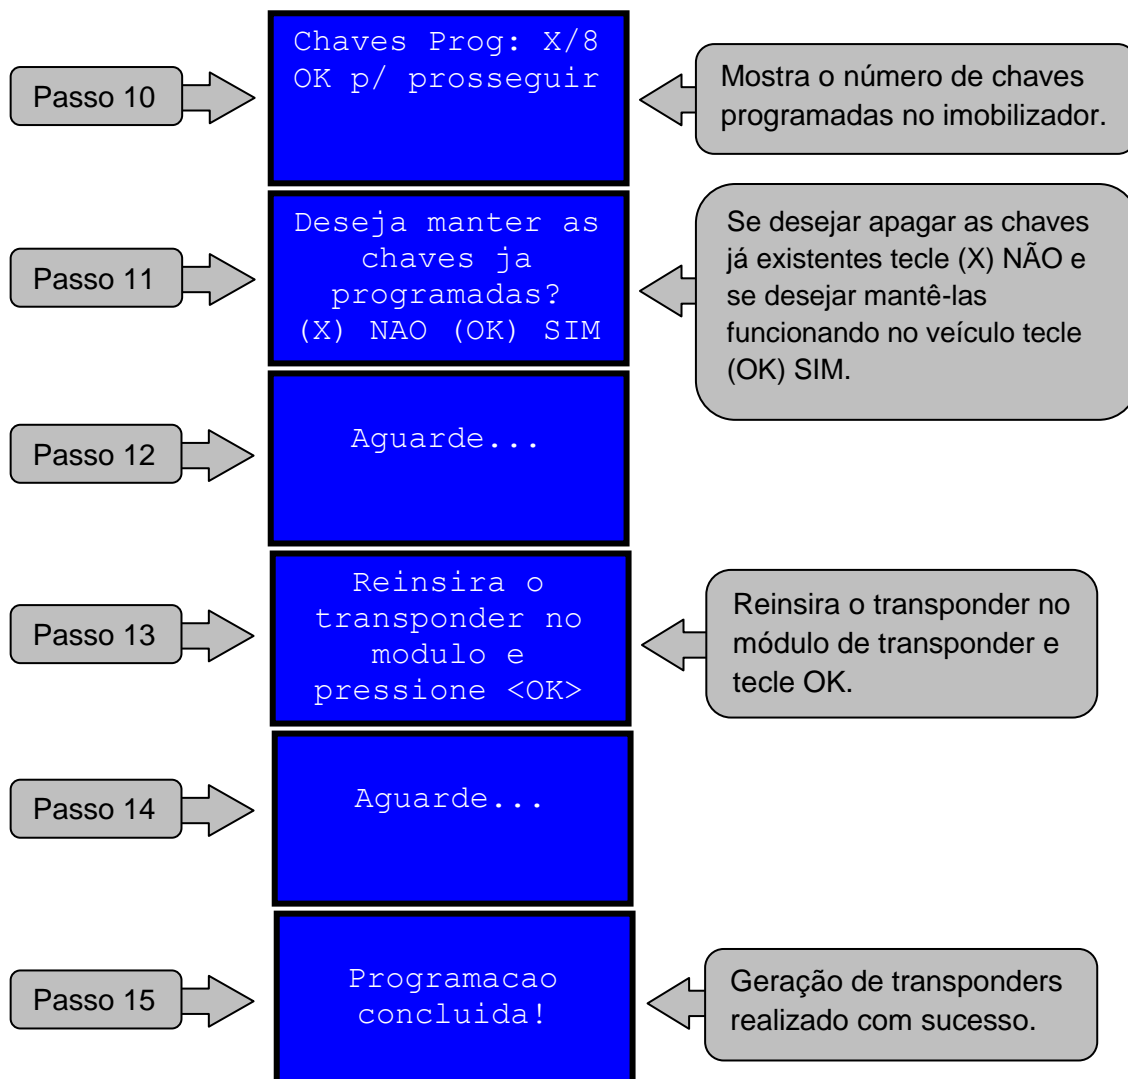 Passo 10
Chaves Prog: X/8
OK p/ prosseguir
Mostra o número de chaves
programadas no imobilizador.
Passo 11
Deseja manter as
chaves ja
programadas?
(X) NAO (OK) SIM
Se desejar apagar as chaves
já existentes tecle (X) NÃO e
se desejar mantê-las
funcionando no veículo tecle
(OK) SIM.
Passo 12
Aguarde...
Passo 13
Reinsira o
transponder no
modulo e
pressione <OK>
Reinsira o transponder no
módulo de transponder e
tecle OK.
Passo 14
Aguarde...
Passo 15
Programacao
concluida!
Geração de transponders
realizado com sucesso.